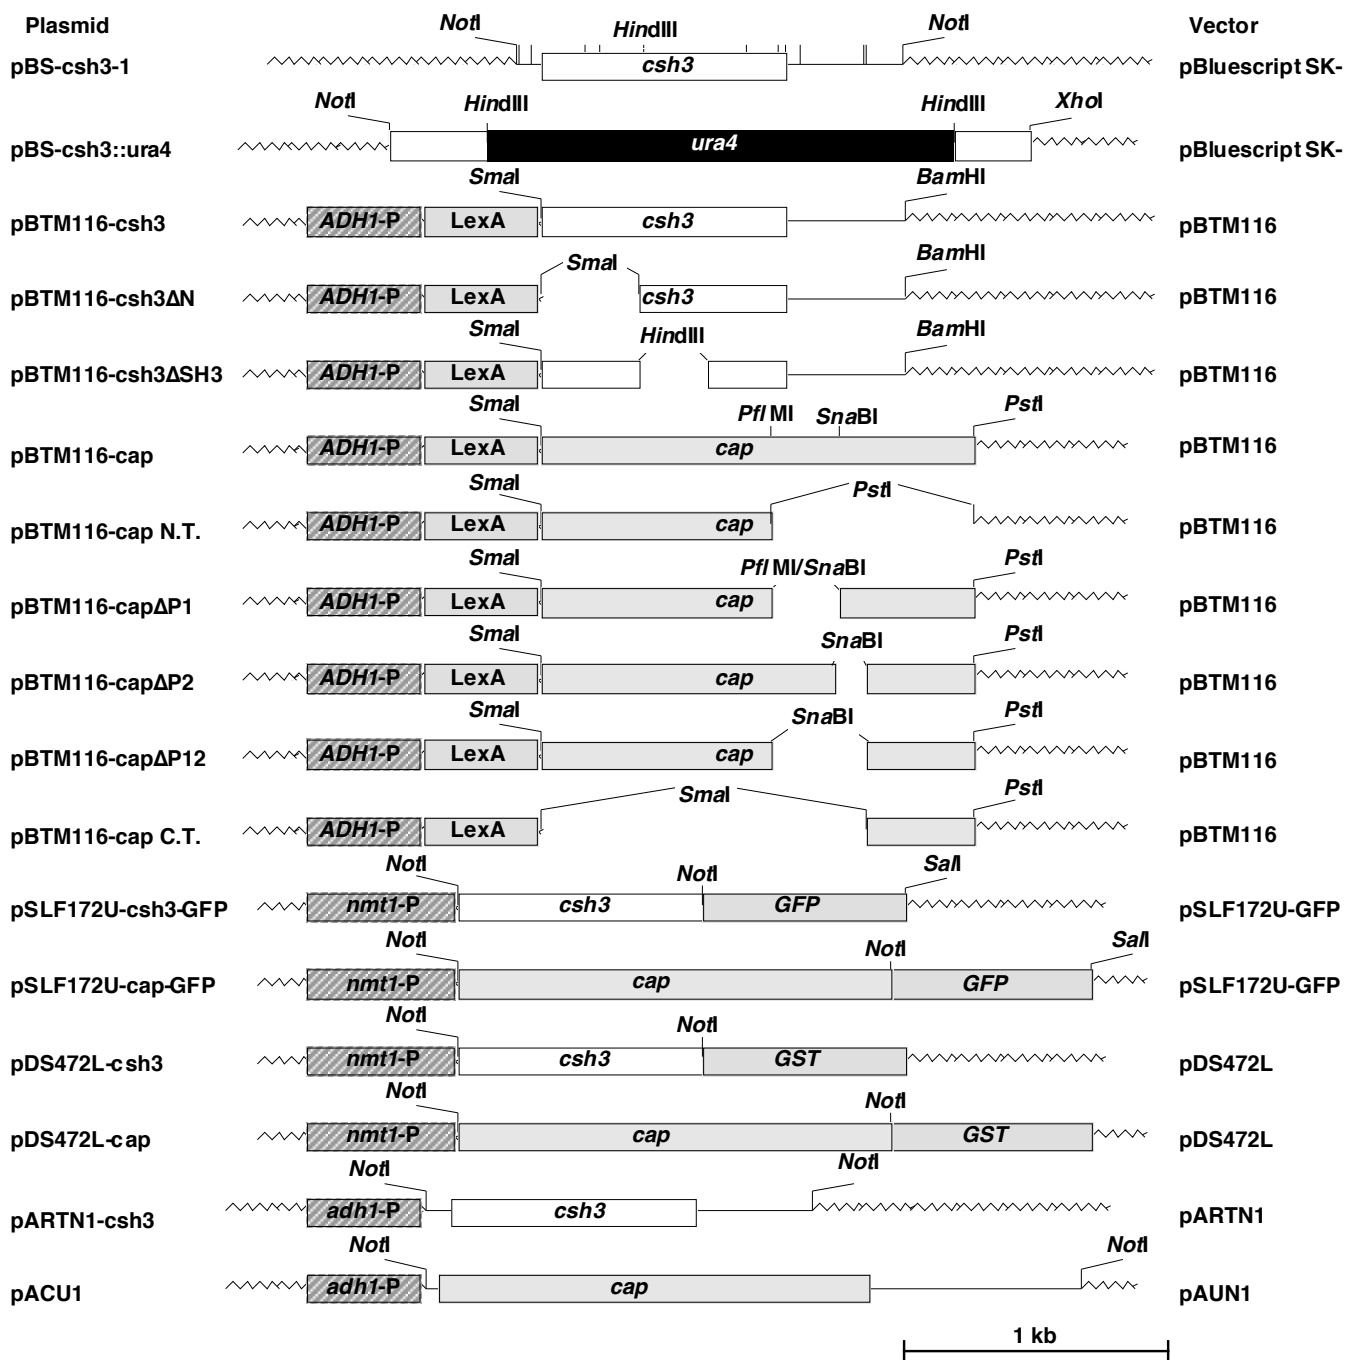 Plasmid NotI HindIII NotI Vector
pBS-csh3-1 csh3 pBluescript SK-
NotI HindIII HindIII XhoI
pBS-csh3::ura4 ura4 pBluescript SK-
SmaI BamHI
pBTM116-csh3 ADH1-P LexA csh3 pBTM116
SmaI BamHI
pBTM116-csh3ΔN ADH1-P LexA csh3 pBTM116
SmaI HindIII BamHI
pBTM116-csh3ΔSH3 ADH1-P LexA pBTM116
SmaI PflMI SnaBI PstI
pBTM116-cap ADH1-P LexA cap pBTM116
SmaI PstI
pBTM116-cap N.T. ADH1-P LexA cap pBTM116
SmaI PflMI/SnaBI PstI
pBTM116-capΔP1 ADH1-P LexA cap pBTM116
SmaI SnaBI PstI
pBTM116-capΔP2 ADH1-P LexA cap pBTM116
SmaI SnaBI PstI
pBTM116-capΔP12 ADH1-P LexA cap pBTM116
SmaI PstI
pBTM116-cap C.T. ADH1-P LexA pBTM116
NotI NotI SalI
pSLF172U-csh3-GFP nmt1-P csh3 GFP pSLF172U-GFP
NotI NotI SalI
pSLF172U-cap-GFP nmt1-P cap GFP pSLF172U-GFP
NotI NotI
pDS472L-csh3 nmt1-P csh3 GST pDS472L
NotI NotI
pDS472L-cap nmt1-P cap GST pDS472L
NotI NotI
pARTN1-csh3 adh1-P csh3 pARTN1
NotI NotI
pACU1 adh1-P cap pAUN1
1 kb